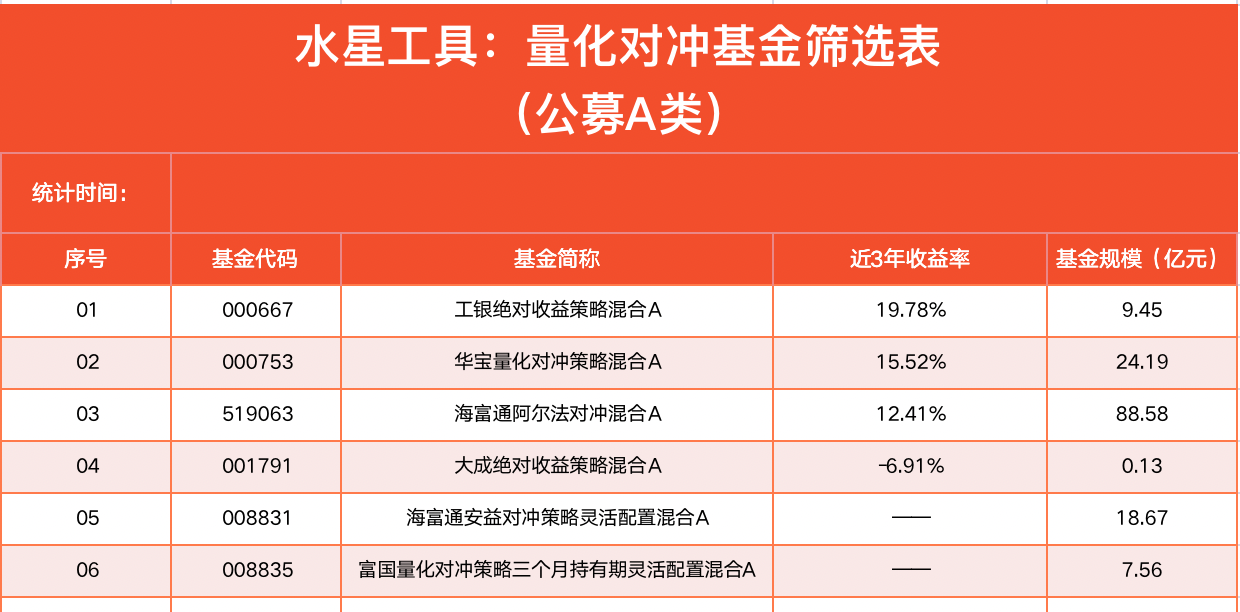 水星工具：量化对冲基金筛选表
（公募A类）
统计时间：
序号 基金代码 基金简称 近3年收益率 基金规模（亿元）
01 000667 工银绝对收益策略混合A 19.78% 9.45
02 000753 华宝量化对冲策略混合A 15.52% 24.19
03 519063 海富通阿尔法对冲混合A 12.41% 88.58
04 001791 大成绝对收益策略混合A -6.91% 0.13
05 008831 海富通安益对冲策略灵活配置混合A —— 18.67
06 008835 富国量化对冲策略三个月持有期灵活配置混合A —— 7.56